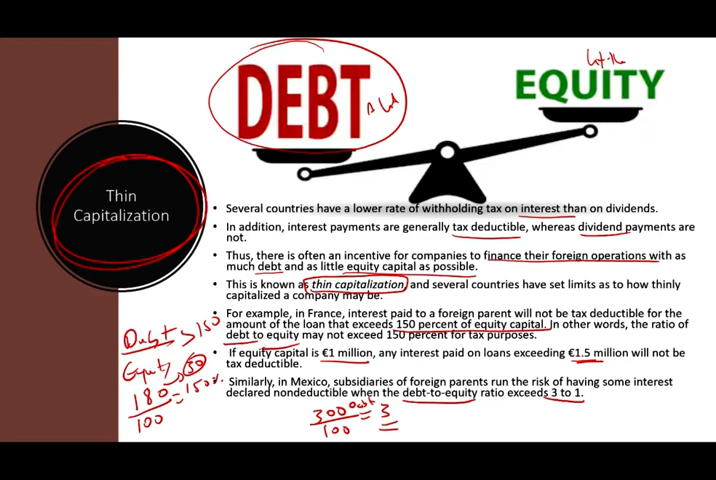 DEBT
EQUITY
Thin
Capitalization
• Several countries have a lower rate of withholding tax on interest than on dividends.
• In addition, interest payments are generally tax deductible, whereas dividend payments are
not.
• Thus, there is often an incentive for companies to finance their foreign operations with as
much debt and as little equity capital as possible.
• This is known as thin capitalization, and several countries have set limits as to how thinly
capitalized a company may be.
• For example, in France, interest paid to a foreign parent will not be tax deductible for the
amount of the loan that exceeds 150 percent of equity capital. In other words, the ratio of
debt to equity may not exceed 150 percent for tax purposes.
• If equity capital is €1 million, any interest paid on loans exceeding €1.5 million will not be
tax deductible.
• Similarly, in Mexico, subsidiaries of foreign parents run the risk of having some interest
declared nondeductible when the debt-to-equity ratio exceeds 3 to 1.
Debt > 150
Equity
30
180 = 150%
100
300 = 3
100